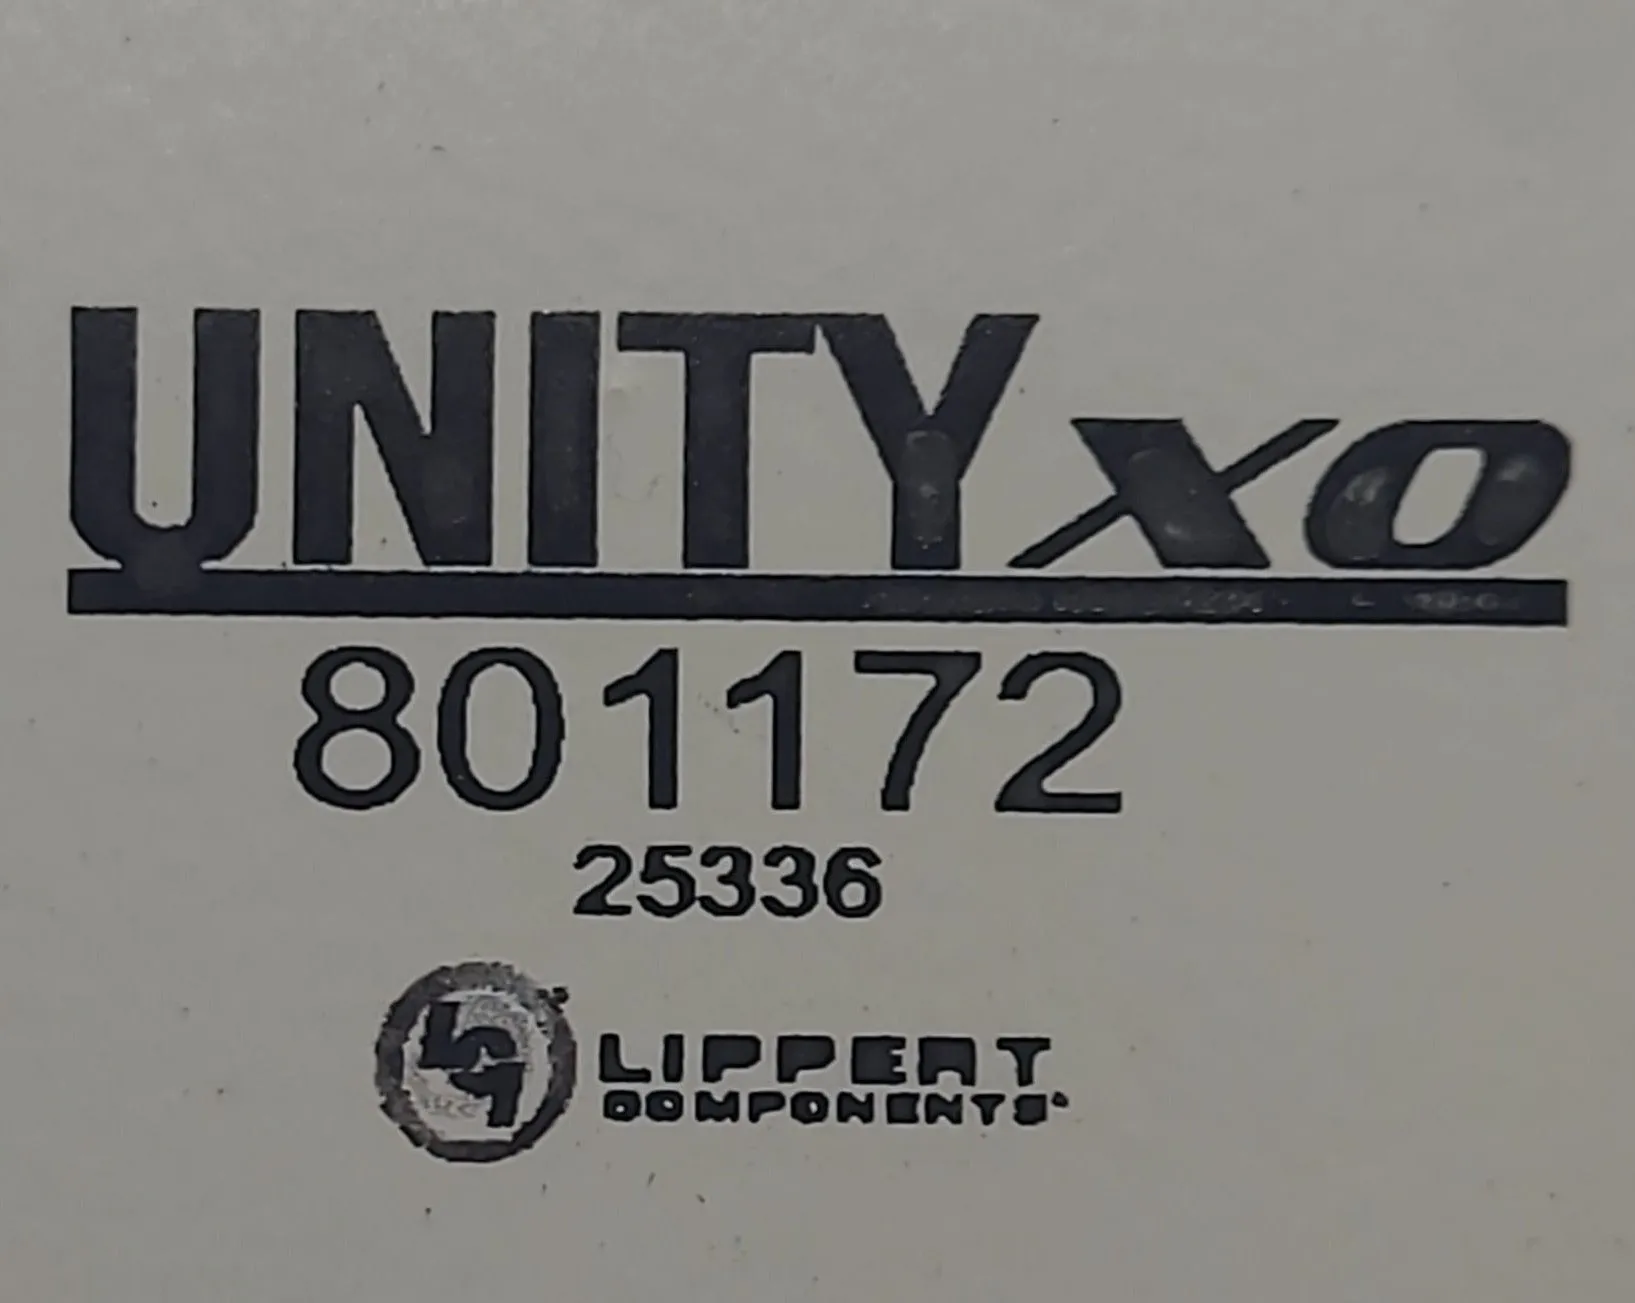 UNITY xo
801172
25336
LIPPERT
COMPONENTS